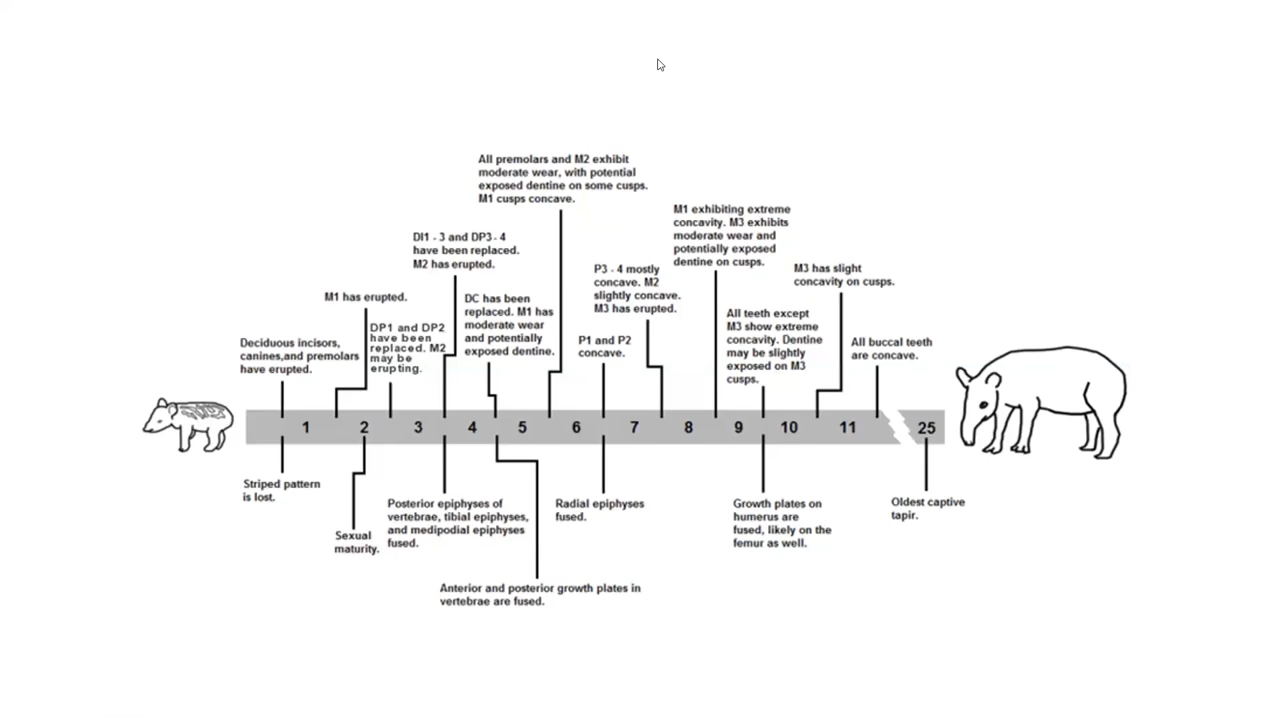 All premolars and M2 exhibit
moderate wear, with potential
exposed dentine on some cusps.
M1 cusps concave.
M1 exhibiting extreme
concavity. M3 exhibits
moderate wear and
potentially exposed
dentine on cusps.
DI1 - 3 and DP3 - 4
have been replaced.
M2 has erupted.
P3 - 4 mostly
concave. M2
slightly concave.
M3 has erupted.
M3 has slight
concavity on cusps.
M1 has erupted.
DC has been
replaced. M1 has
moderate wear
and potentially
exposed dentine.
All teeth except
M3 show extreme
concavity. Dentine
may be slightly
exposed on M3
cusps.
DP1 and DP2
have been
replaced. M2
may be
erupting.
P1 and P2
concave.
All buccal teeth
are concave.
Deciduous incisors,
canines,and premolars
have erupted.
1 2 3 4 5 6 7 8 9 10 11 25
Striped pattern
is lost.
Sexual
maturity.
Posterior epiphyses of
vertebrae, tibial epiphyses,
and medipodial epiphyses
fused.
Radial epiphyses
fused.
Growth plates on
humerus are
fused, likely on the
femur as well.
Oldest captive
tapir.
Anterior and posterior growth plates in
vertebrae are fused.